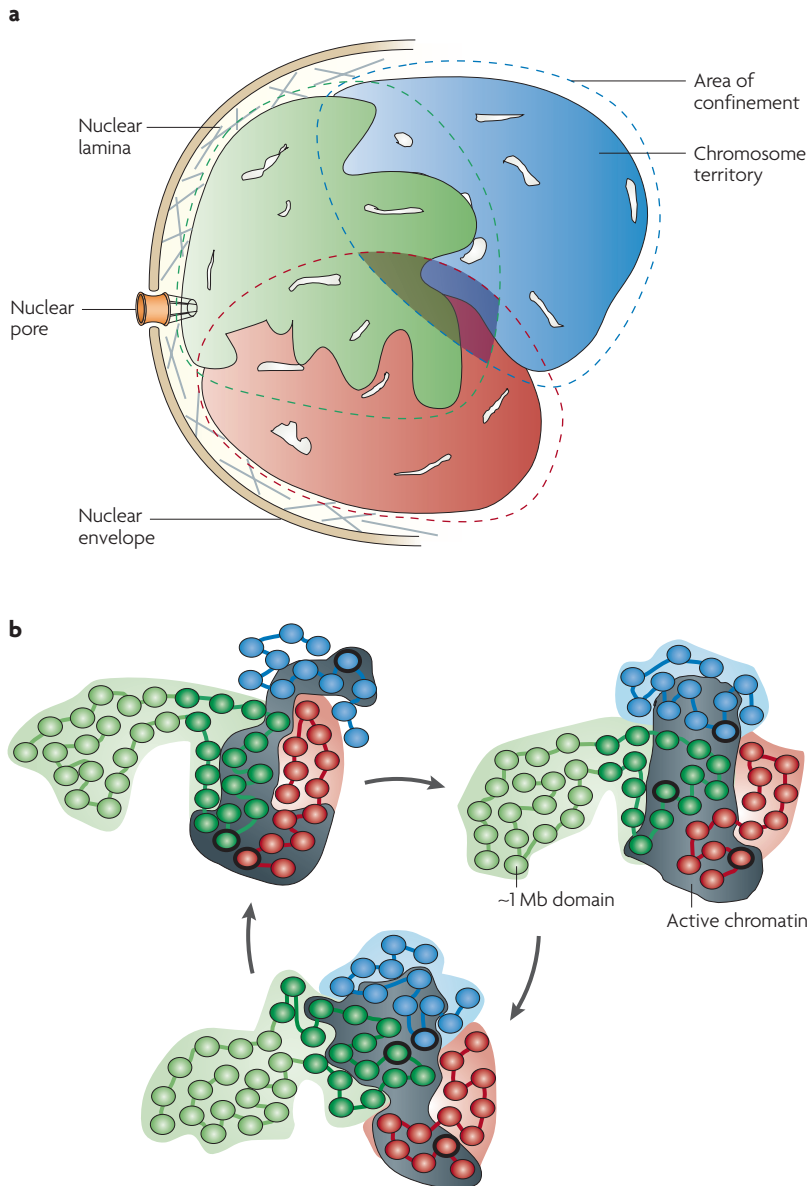 a
Area of
confinement
Nuclear
lamina
Chromosome
territory
Nuclear
pore
Nuclear
envelope
b
~1 Mb domain
Active chromatin